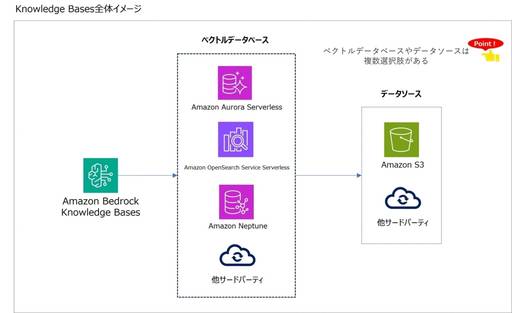 Knowledge Bases全体イメージ
ベクトルデータベース
Point！
ベクトルデータベースやデータソースは
複数選択肢がある
Amazon Aurora Serverless
データソース
Amazon OpenSearch Service Serverless
Amazon S3
Amazon Bedrock
Knowledge Bases
Amazon Neptune
他サードパーティ
他サードパーティ